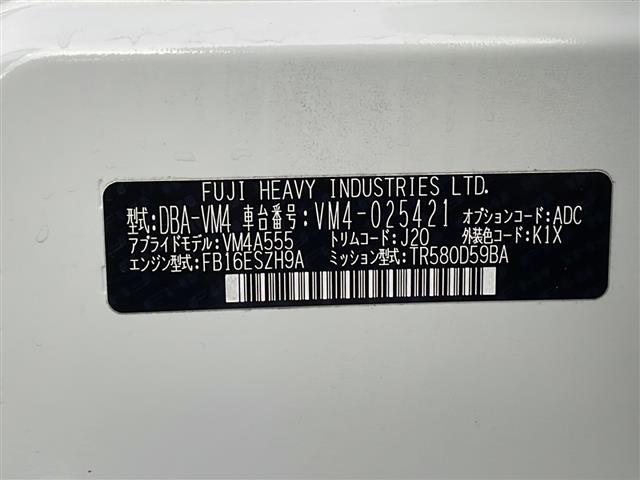 FUJI HEAVY INDUSTRIES LTD.
型式:DBA-VM4 車台番号:VM4-025421 オプションコード:ADC
アプライドモデル:VM4A555 トリムコード:J20 外装色コード:K1X
エンジン型式:FB16ESZH9A ミッション型式:TR580D59BA